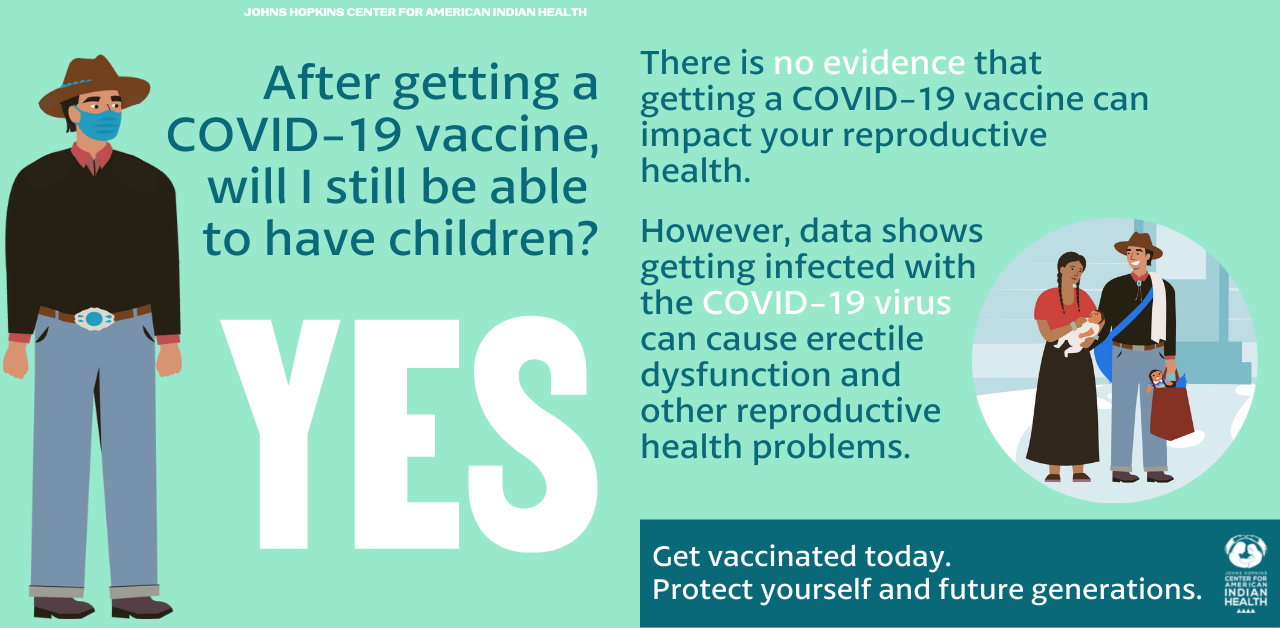 JOHNS HOPKINS CENTER FOR AMERICAN INDIAN HEALTH
After getting a
COVID-19 vaccine,
will I still be able
to have children?
YES
There is no evidence that
getting a COVID-19 vaccine can
impact your reproductive
health.
However, data shows
getting infected with
the COVID-19 virus
can cause erectile
dysfunction and
other reproductive
health problems.
Get vaccinated today.
Protect yourself and future generations.
JOHNS HOPKINS
CENTER FOR
AMERICAN
INDIAN
HEALTH